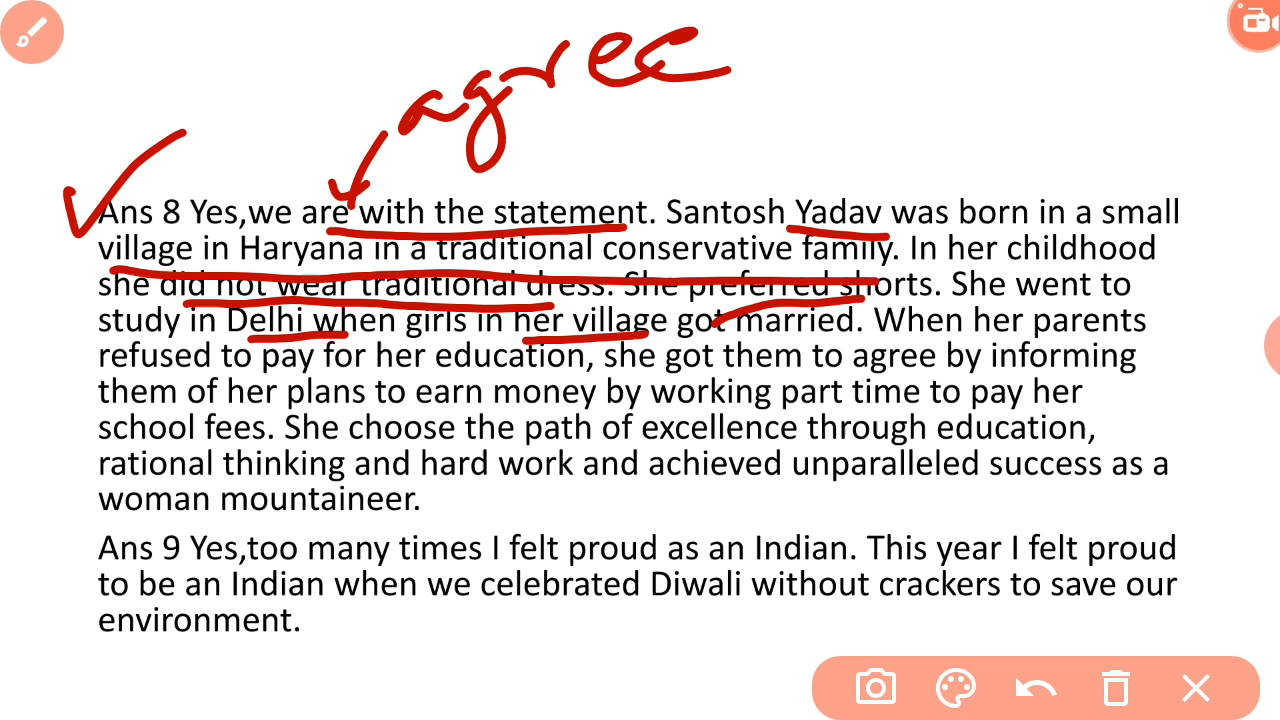 agree
Ans 8 Yes,we are with the statement. Santosh Yadav was born in a small
village in Haryana in a traditional conservative family. In her childhood
she did not wear traditional dress. She preferred shorts. She went to
study in Delhi when girls in her village got married. When her parents
refused to pay for her education, she got them to agree by informing
them of her plans to earn money by working part time to pay her
school fees. She choose the path of excellence through education,
rational thinking and hard work and achieved unparalleled success as a
woman mountaineer.
Ans 9 Yes,too many times I felt proud as an Indian. This year I felt proud
to be an Indian when we celebrated Diwali without crackers to save our
environment.